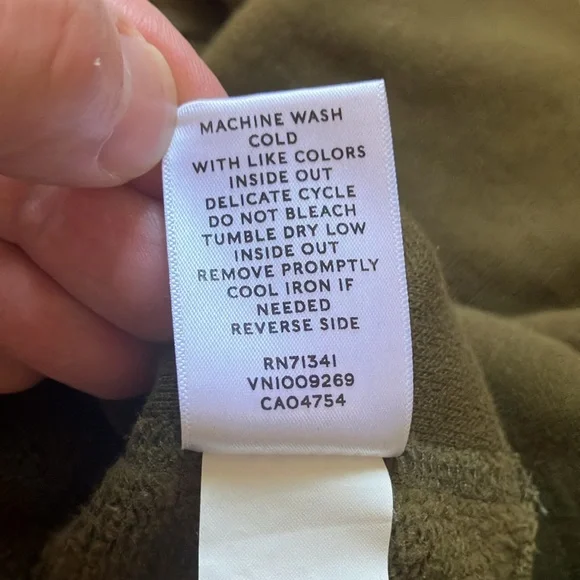 MACHINE WASH
COLD
WITH LIKE COLORS
INSIDE OUT
DELICATE CYCLE
DO NOT BLEACH
TUMBLE DRY LOW
INSIDE OUT
REMOVE PROMPTLY
COOL IRON IF
NEEDED
REVERSE SIDE
RN71341
VN1009269
CA04754